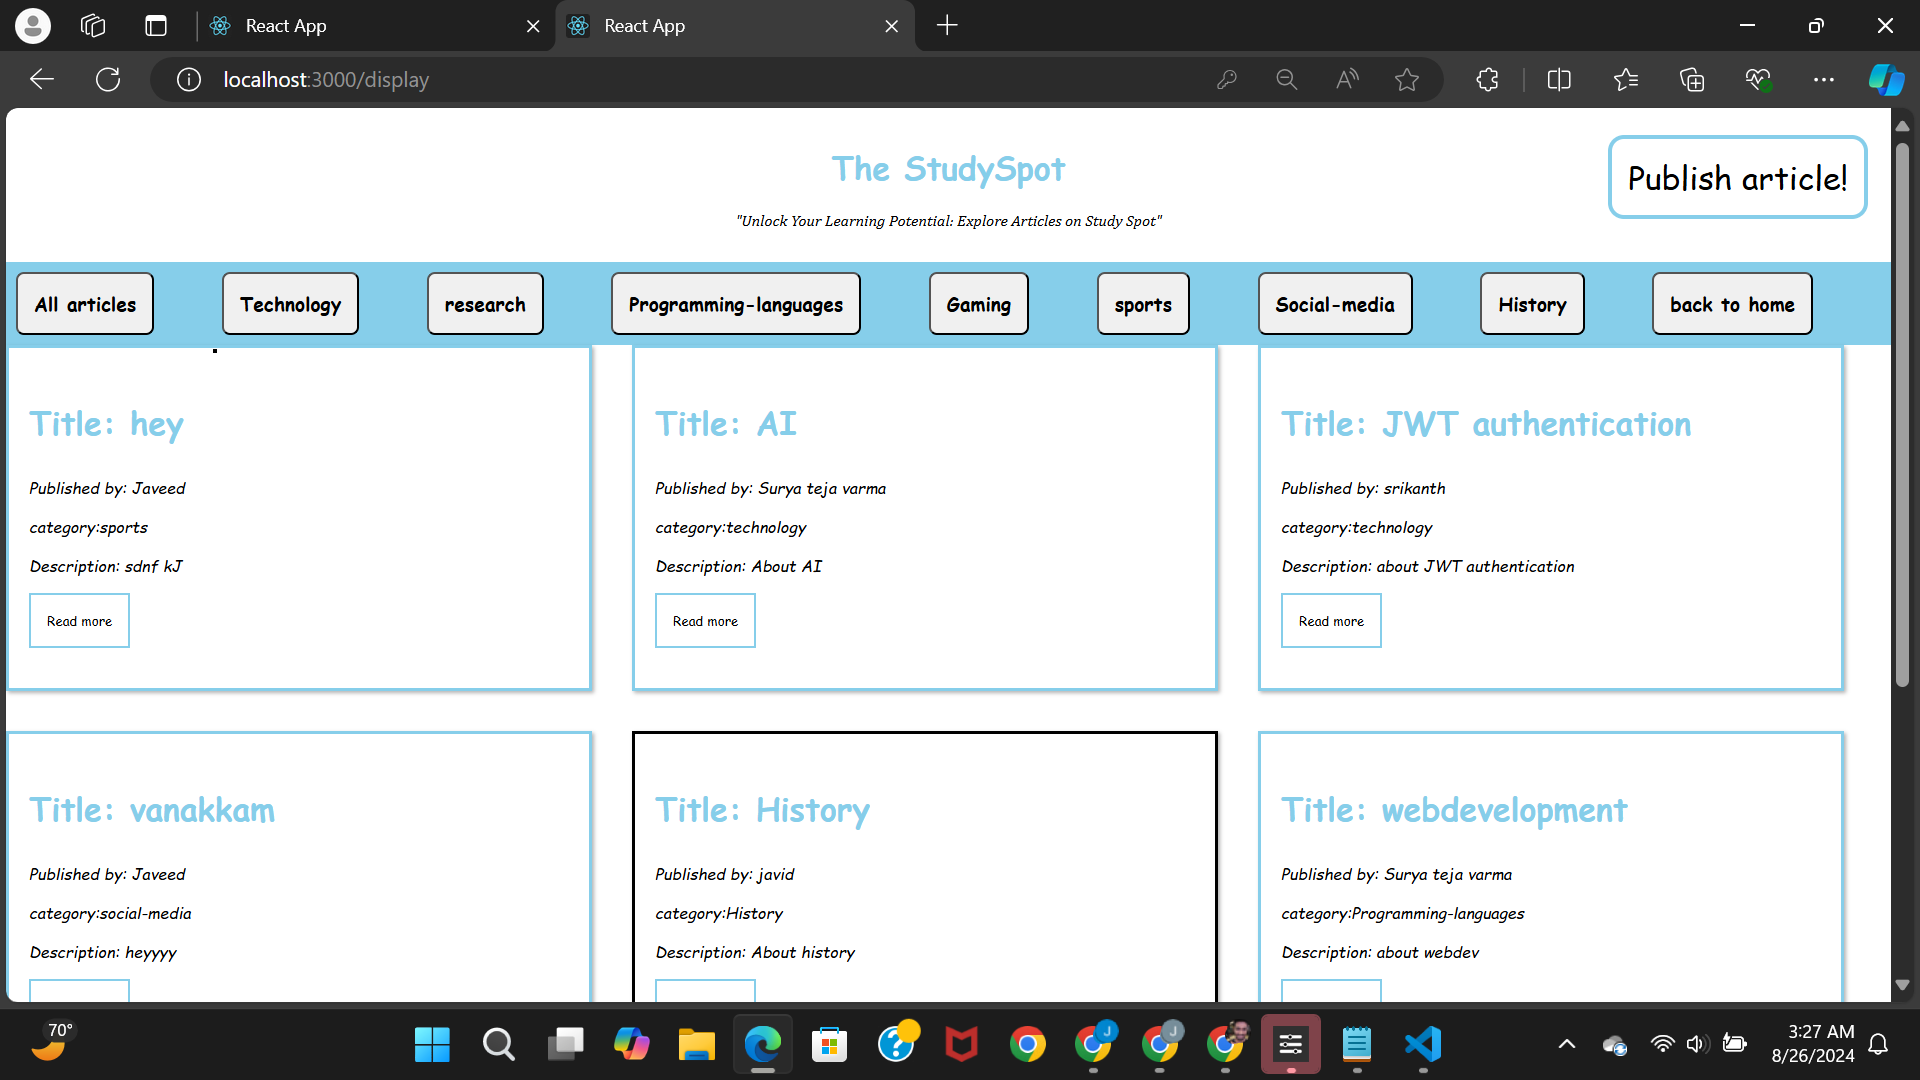 React App
React App
localhost:3000/display
The StudySpot
Publish article!
"Unlock Your Learning Potential: Explore Articles on Study Spot"
All articles
Technology
research
Programming-languages
Gaming
sports
Social-media
History
back to home
Title: hey
Published by: Javeed
category:sports
Description: sdnf kJ
Read more
Title: AI
Published by: Surya teja varma
category:technology
Description: About AI
Read more
Title: JWT authentication
Published by: srikanth
category:technology
Description: about JWT authentication
Read more
Title: vanakkam
Published by: Javeed
category:social-media
Description: heyyyy
Title: History
Published by: javid
category:History
Description: About history
Title: webdevelopment
Published by: Surya teja varma
category:Programming-languages
Description: about webdev
70°
J
J
3:27 AM
8/26/2024